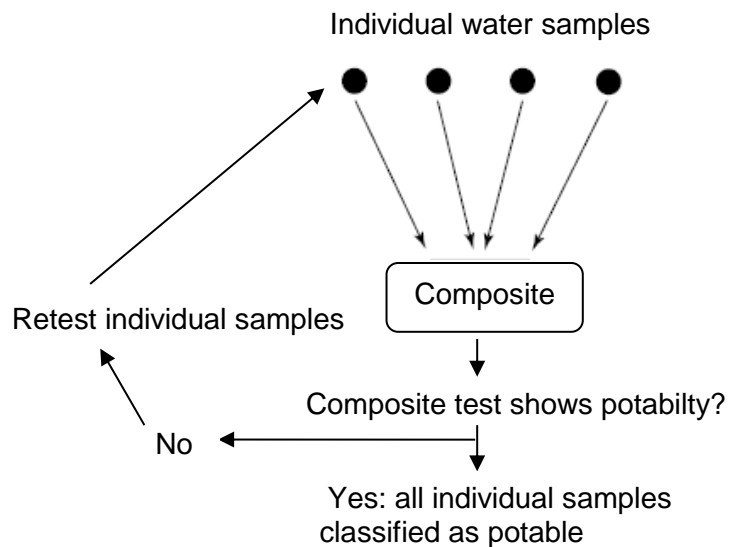 Individual water samples
Composite
Retest individual samples
Composite test shows potabilty?
No
Yes: all individual samples
classified as potable